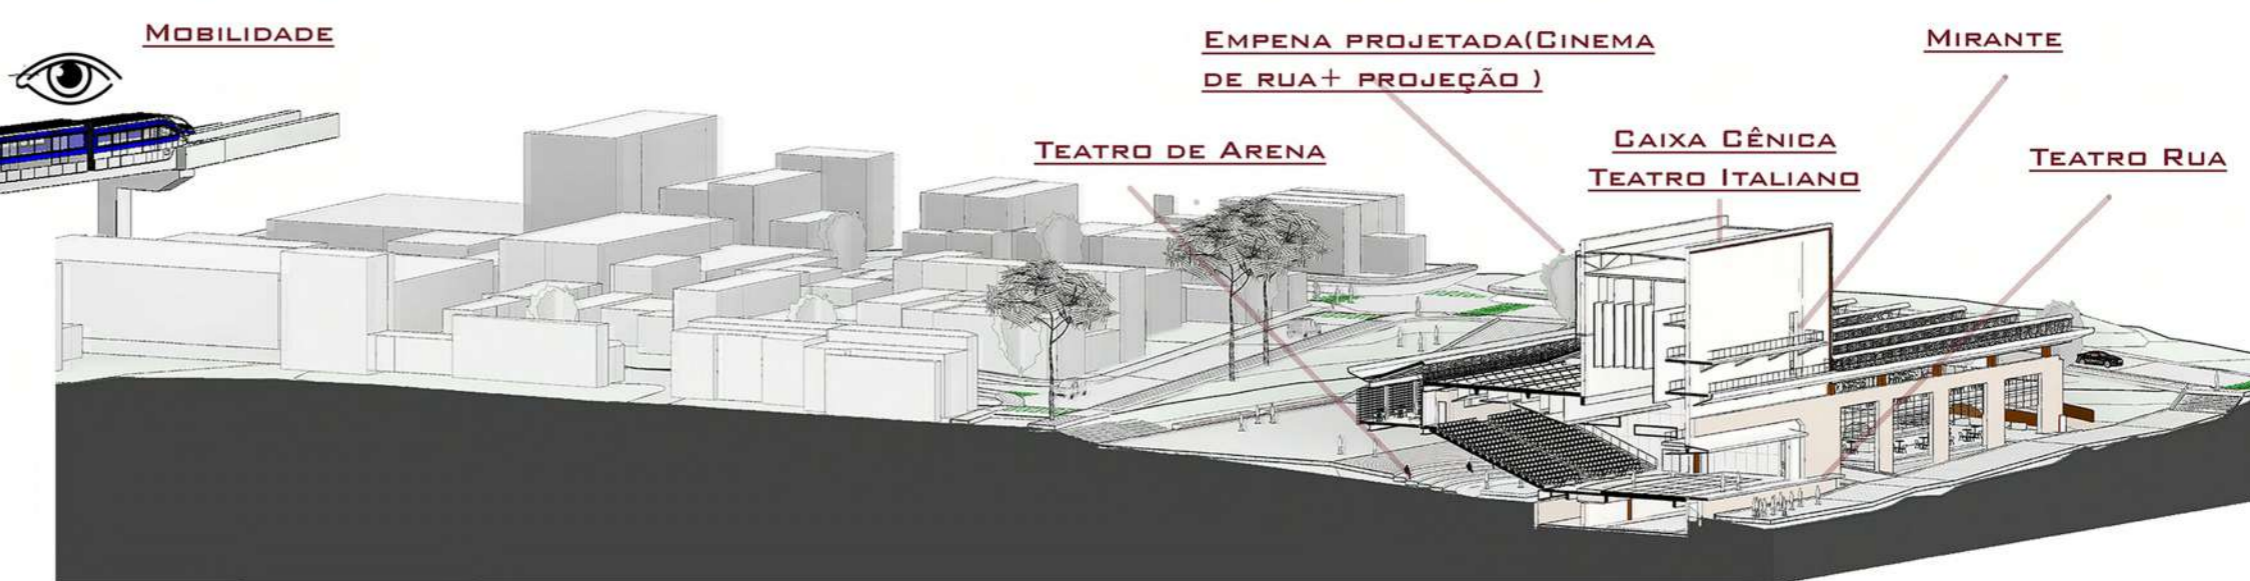 MOBILIDADE
EMPENA PROJETADA(CINEMA
DE RUA+ PROJEÇÃO )
MIRANTE
TEATRO DE ARENA
CAIXA CÊNICA
TEATRO ITALIANO
TEATRO RUA